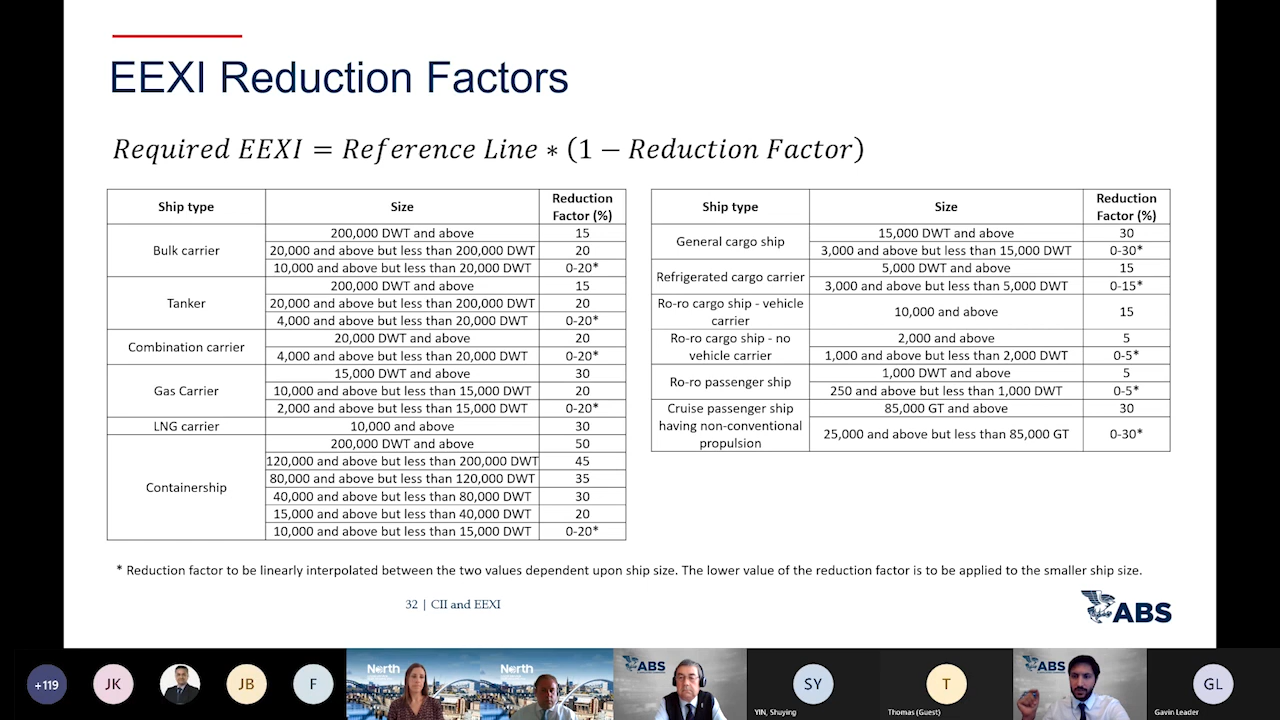 EEXI Reduction Factors
Required EEXI = Reference Line ∗ (1 − Reduction Factor)
Ship type Size Reduction Factor (%)
Bulk carrier 200,000 DWT and above 15
20,000 and above but less than 200,000 DWT 20
10,000 and above but less than 20,000 DWT 0-20*
Tanker 200,000 DWT and above 15
20,000 and above but less than 200,000 DWT 20
4,000 and above but less than 20,000 DWT 0-20*
Combination carrier 20,000 DWT and above 20
4,000 and above but less than 20,000 DWT 0-20*
Gas Carrier 15,000 DWT and above 30
10,000 and above but less than 15,000 DWT 20
2,000 and above but less than 15,000 DWT 0-20*
LNG carrier 10,000 and above 30
Containership 200,000 DWT and above 50
120,000 and above but less than 200,000 DWT 45
80,000 and above but less than 120,000 DWT 35
40,000 and above but less than 80,000 DWT 30
15,000 and above but less than 40,000 DWT 20
10,000 and above but less than 15,000 DWT 0-20*
Ship type Size Reduction Factor (%)
General cargo ship 15,000 DWT and above 30
3,000 and above but less than 15,000 DWT 0-30*
Refrigerated cargo carrier 5,000 DWT and above 15
3,000 and above but less than 5,000 DWT 0-15*
Ro-ro cargo ship - vehicle carrier 10,000 and above 15
Ro-ro cargo ship - no vehicle carrier 2,000 and above 5
1,000 and above but less than 2,000 DWT 0-5*
Ro-ro passenger ship 1,000 DWT and above 5
250 and above but less than 1,000 DWT 0-5*
Cruise passenger ship having non-conventional propulsion 85,000 GT and above 30
25,000 and above but less than 85,000 GT 0-30*
* Reduction factor to be linearly interpolated between the two values dependent upon ship size. The lower value of the reduction factor is to be applied to the smaller ship size.
32 | CII and EEXI
ABS
+119 JK JB F North North ABS SY T ABS GL
YIN, Shuying Thomas (Guest) Gavin Leader